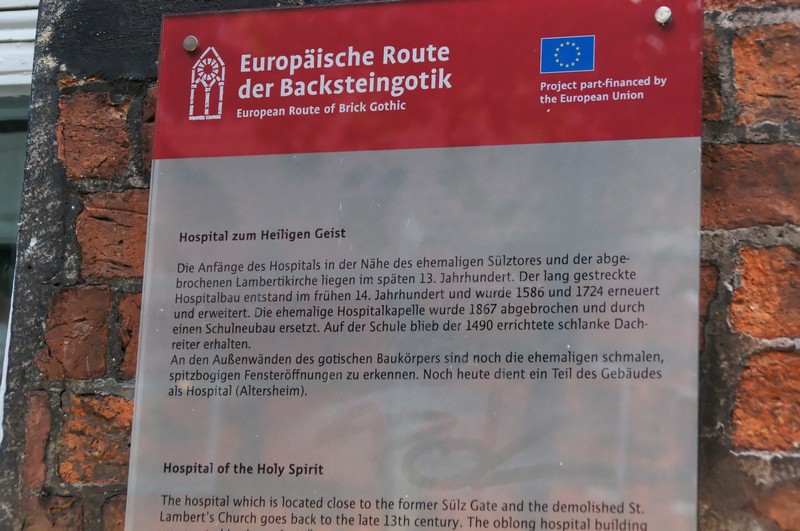 Europäische Route
der Backsteingotik
European Route of Brick Gothic
Project part-financed by
the European Union
Hospital zum Heiligen Geist
Die Anfänge des Hospitals in der Nähe des ehemaligen Sülztores und der abge-
brochenen Lambertikirche liegen im späten 13. Jahrhundert. Der lang gestreckte
Hospitalbau entstand im frühen 14. Jahrhundert und wurde 1586 und 1724 erneuert
und erweitert. Die ehemalige Hospitalkapelle wurde 1867 abgebrochen und durch
einen Schulneubau ersetzt. Auf der Schule blieb der 1490 errichtete schlanke Dach-
reiter erhalten.
An den Außenwänden des gotischen Baukörpers sind noch die ehemaligen schmalen,
spitzbogigen Fensteröffnungen zu erkennen. Noch heute dient ein Teil des Gebäudes
als Hospital (Altersheim).
Hospital of the Holy Spirit
The hospital which is located close to the former Sülz Gate and the demolished St.
Lambert's Church goes back to the late 13th century. The oblong hospital building